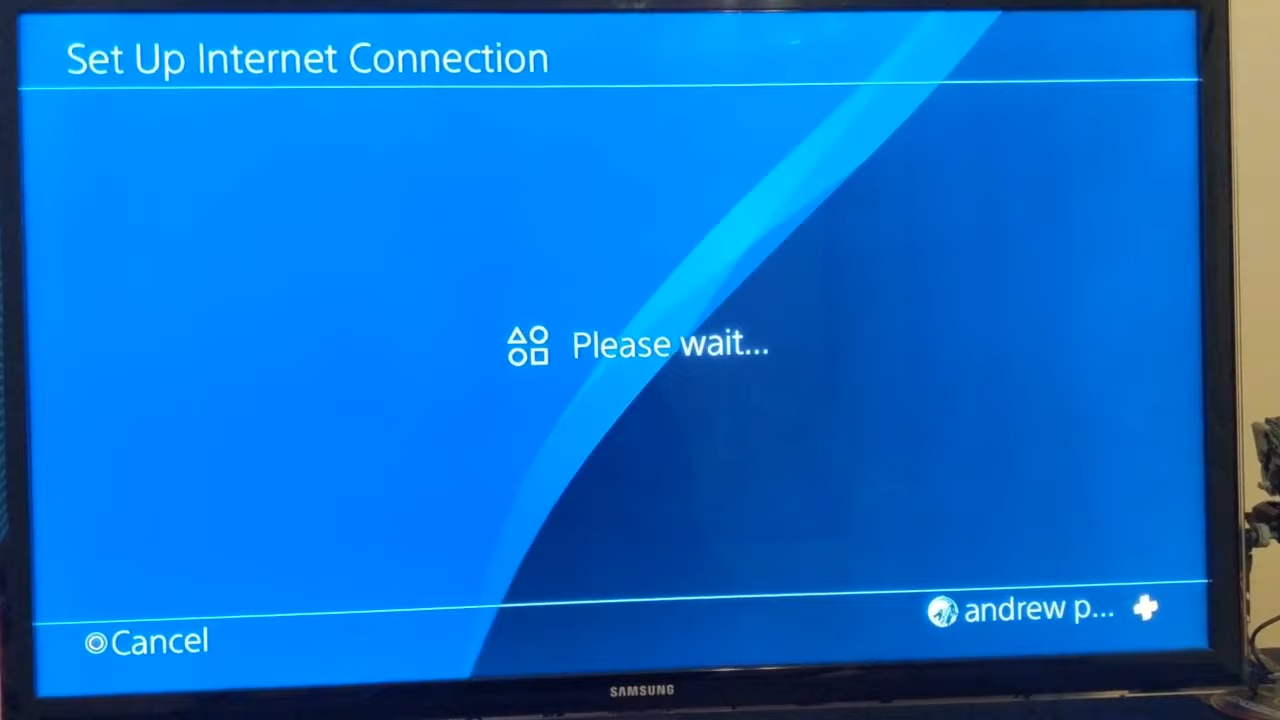 Set Up Internet Connection
Please wait...
andrew p...
Cancel
SAMSUNG